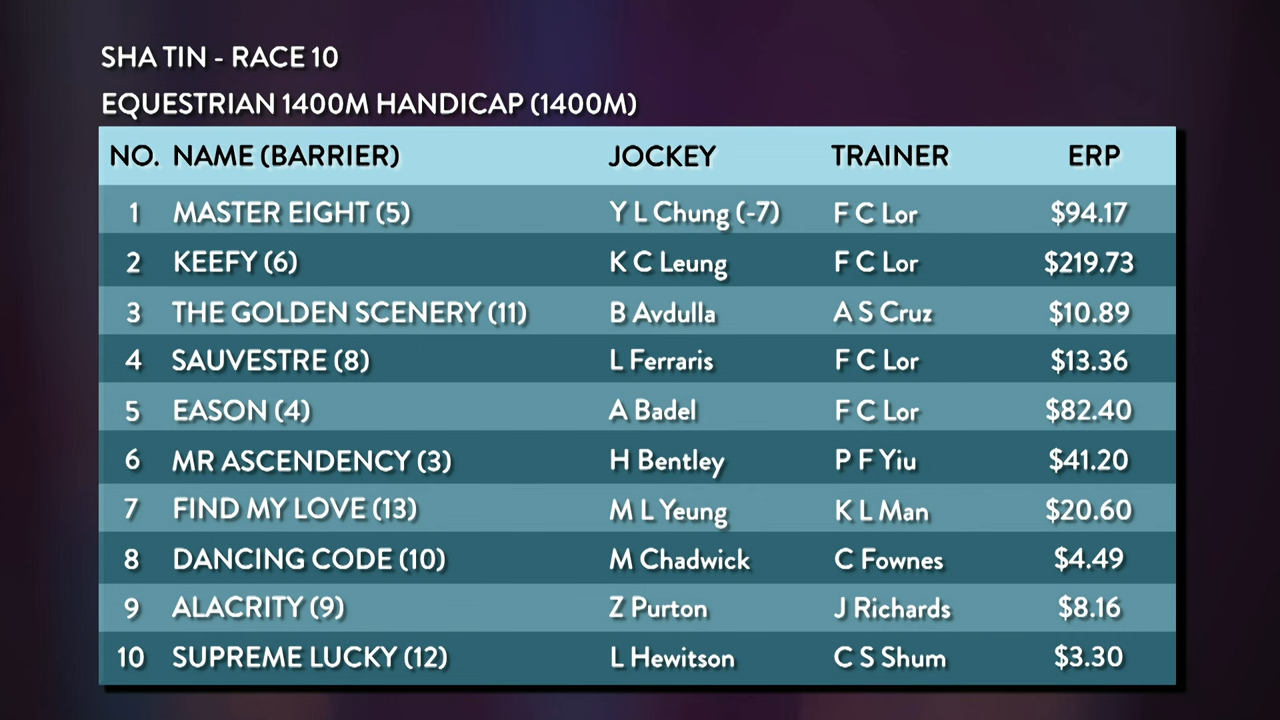 SHA TIN - RACE 10
EQUESTRIAN 1400M HANDICAP (1400M)
NO. NAME (BARRIER) JOCKEY TRAINER ERP
1 MASTER EIGHT (5) Y L Chung (-7) F C Lor $94.17
2 KEEFY (6) K C Leung F C Lor $219.73
3 THE GOLDEN SCENERY (11) B Avdulla A S Cruz $10.89
4 SAUVESTRE (8) L Ferraris F C Lor $13.36
5 EASON (4) A Badel F C Lor $82.40
6 MR ASCENDENCY (3) H Bentley P F Yiu $41.20
7 FIND MY LOVE (13) M L Yeung K L Man $20.60
8 DANCING CODE (10) M Chadwick C Fownes $4.49
9 ALACRITY (9) Z Purton J Richards $8.16
10 SUPREME LUCKY (12) L Hewitson C S Shum $3.30